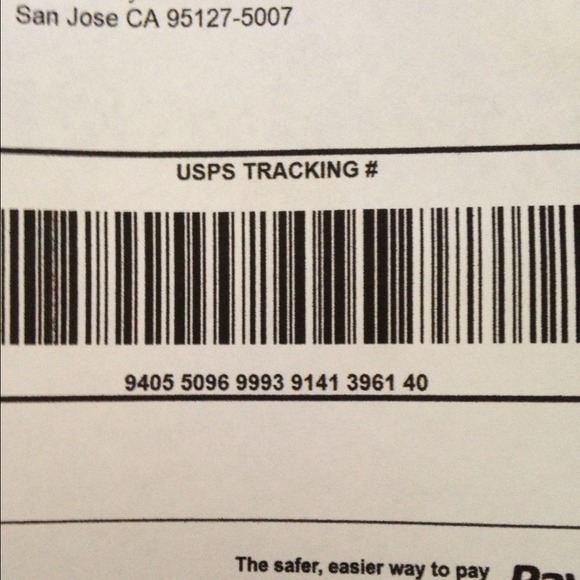 San Jose CA 95127-5007
USPS TRACKING #
9405 5096 9993 9141 3961 40
The safer, easier way to pay